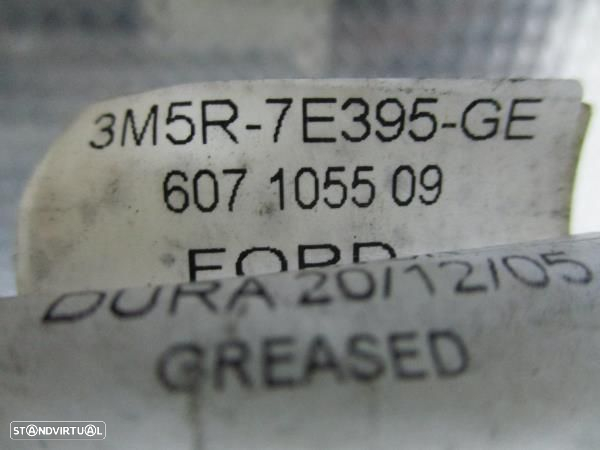 3M5R-7E395-GE
607 1055 09
FORD
DURA 20/12/05
GREASED
STANDVIRTUAL